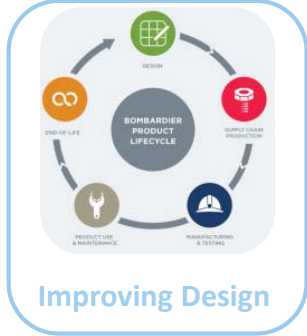 DESIGN
END-OF-LIFE
BOMBARDIER
PRODUCT
LIFECYCLE
SUPPLY CHAIN
PRODUCTION
PRODUCT USE
& MAINTENANCE
MANUFACTURING
& TESTING
Improving Design